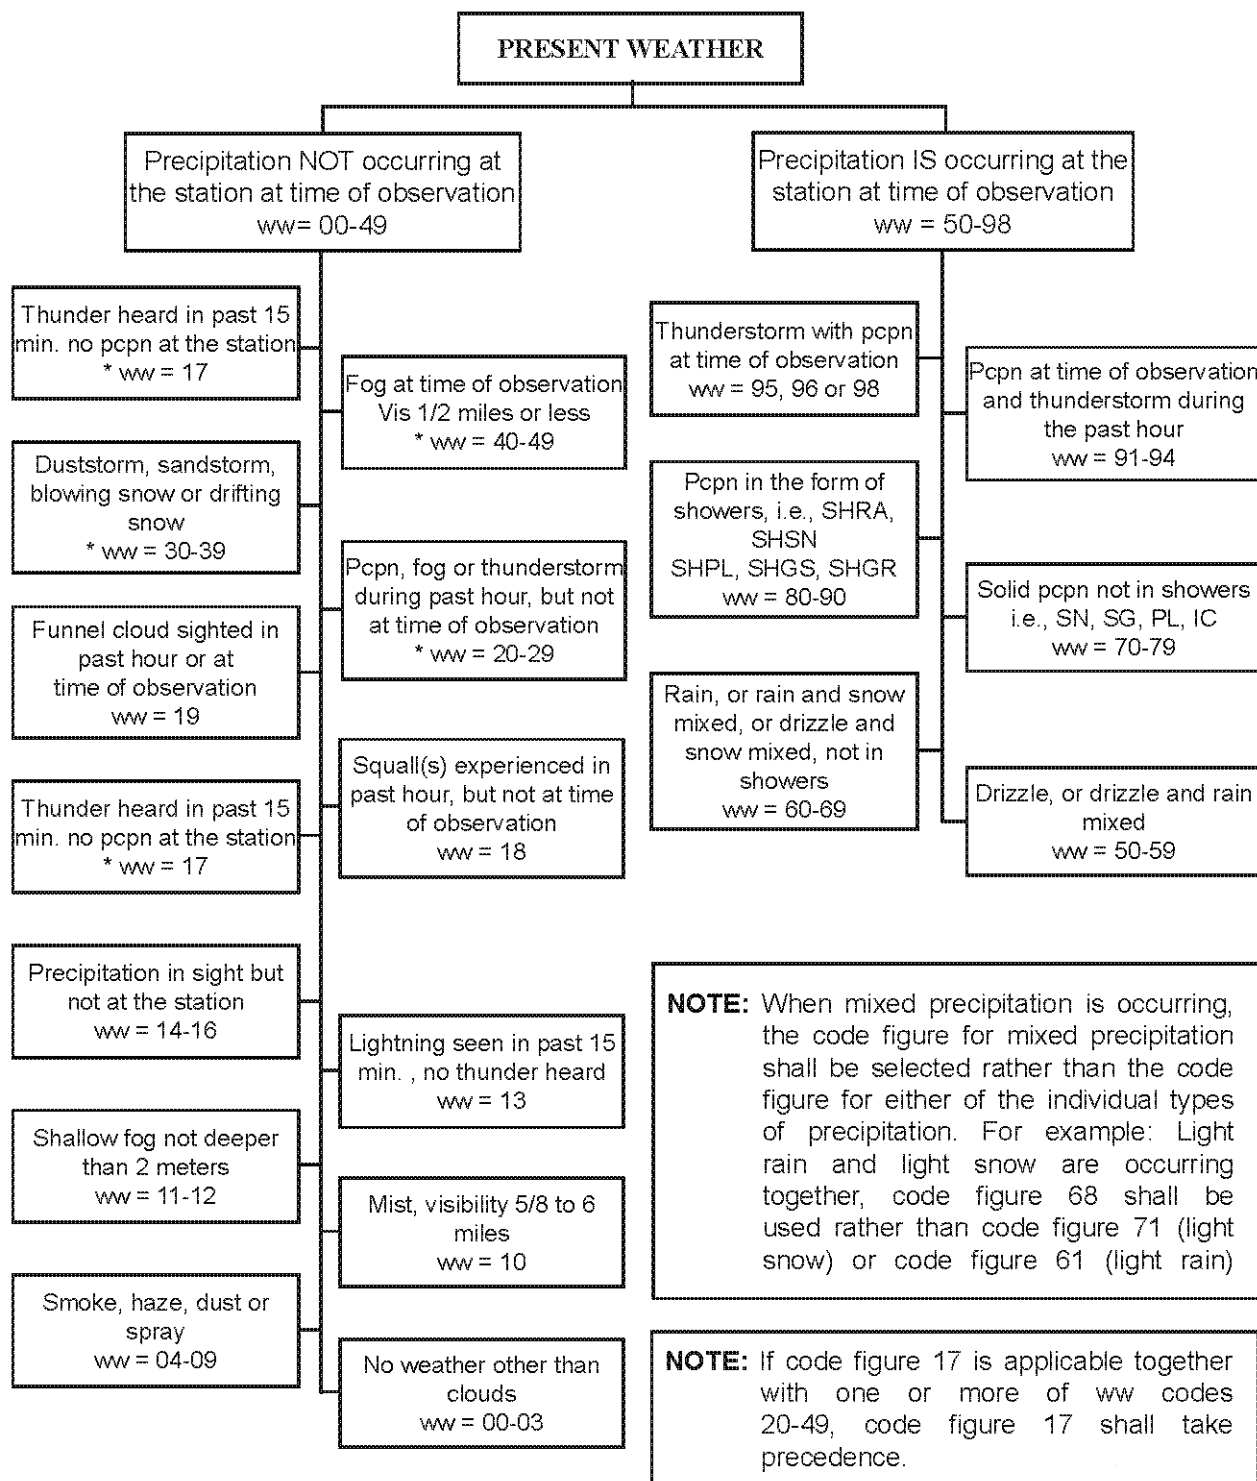 PRESENT WEATHER
Precipitation NOT occurring at
the station at time of observation
ww= 00-49
Precipitation IS occurring at the
station at time of observation
ww = 50-98
Thunder heard in past 15
min. no pcpn at the station
* ww = 17
Fog at time of observation
Vis 1/2 miles or less
* ww = 40-49
Duststorm, sandstorm,
blowing snow or drifting
snow
* ww = 30-39
Pcpn, fog or thunderstorm
during past hour, but not
at time of observation
* ww = 20-29
Funnel cloud sighted in
past hour or at
time of observation
ww = 19
Squall(s) experienced in
past hour, but not at time
of observation
ww = 18
Thunder heard in past 15
min. no pcpn at the station
* ww = 17
Precipitation in sight but
not at the station
ww = 14-16
Lightning seen in past 15
min. , no thunder heard
ww = 13
Shallow fog not deeper
than 2 meters
ww = 11-12
Mist, visibility 5/8 to 6
miles
ww = 10
Smoke, haze, dust or
spray
ww = 04-09
No weather other than
clouds
ww = 00-03
Thunderstorm with pcpn
at time of observation
ww = 95, 96 or 98
Pcpn at time of observation
and thunderstorm during
the past hour
ww = 91-94
Pcpn in the form of
showers, i.e., SHRA,
SHSN
SHPL, SHGS, SHGR
ww = 80-90
Solid pcpn not in showers
i.e., SN, SG, PL, IC
ww = 70-79
Rain, or rain and snow
mixed, or drizzle and
snow mixed, not in
showers
ww = 60-69
Drizzle, or drizzle and rain
mixed
ww = 50-59
NOTE: When mixed precipitation is occurring,
the code figure for mixed precipitation
shall be selected rather than the code
figure for either of the individual types
of precipitation. For example: Light
rain and light snow are occurring
together, code figure 68 shall be
used rather than code figure 71 (light
snow) or code figure 61 (light rain)
NOTE: If code figure 17 is applicable together
with one or more of ww codes
20-49, code figure 17 shall take
precedence.